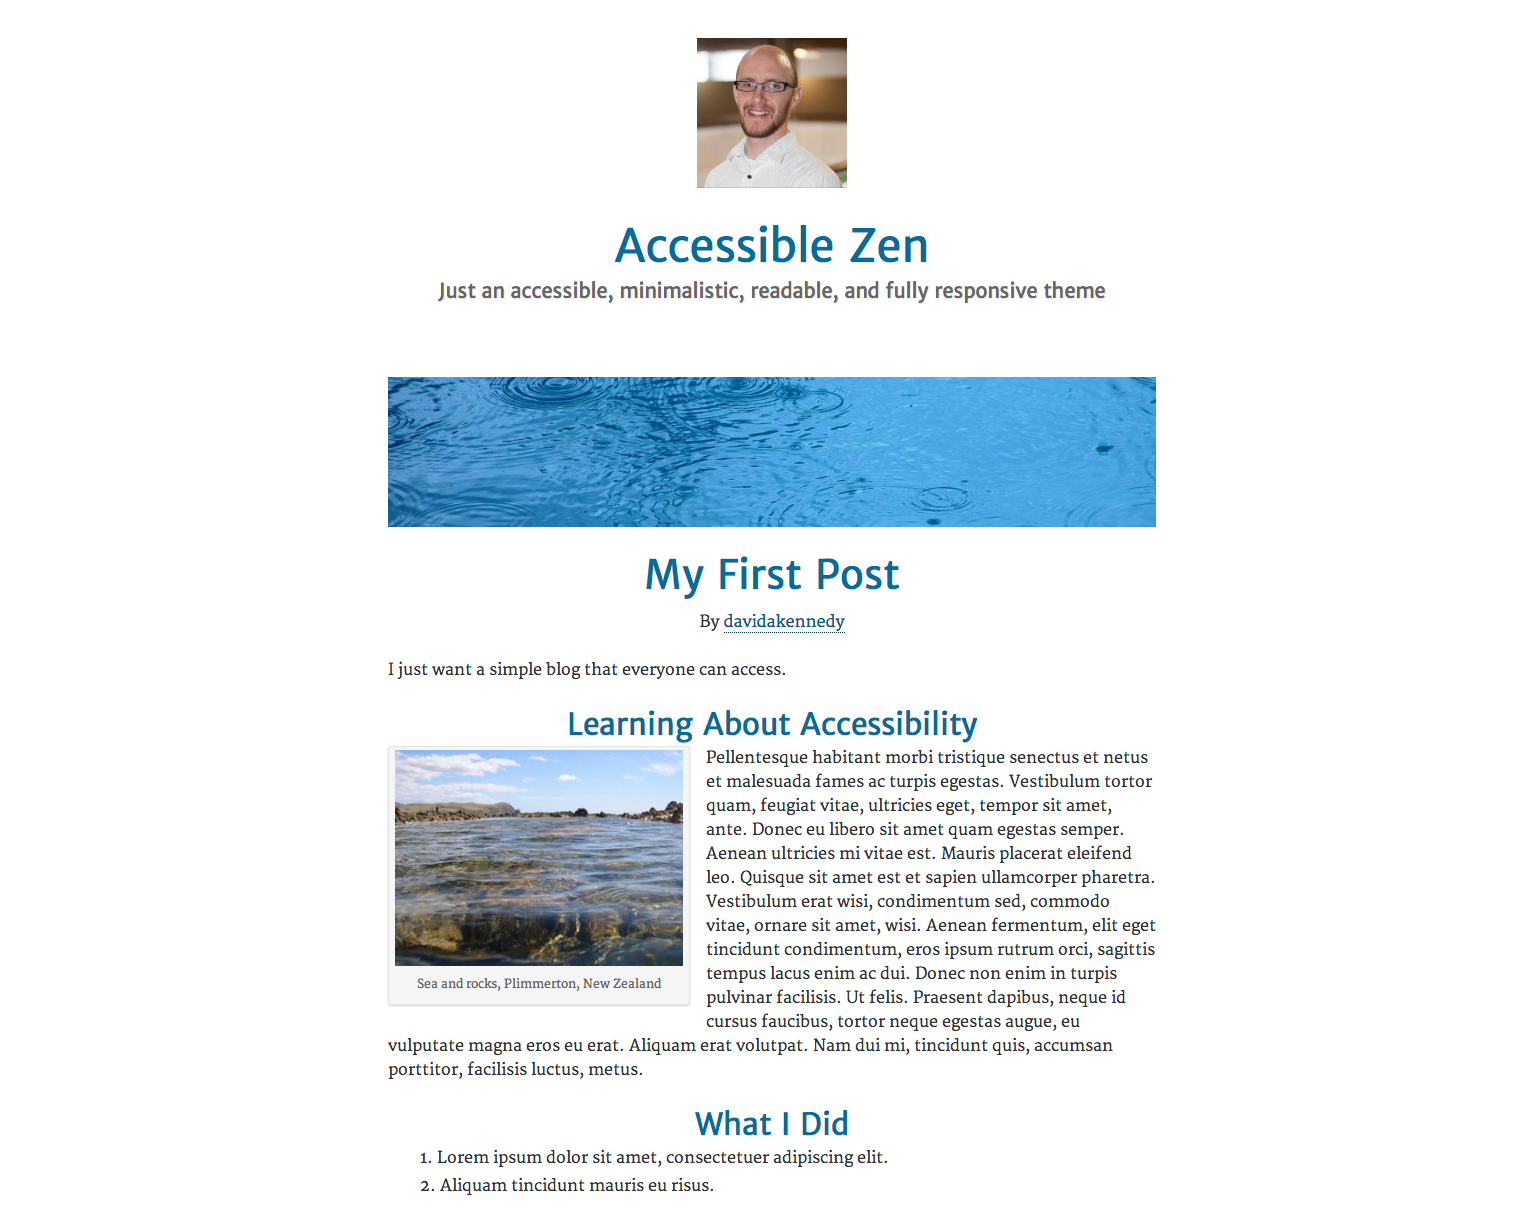 Accessible Zen
Just an accessible, minimalistic, readable, and fully responsive theme
My First Post
By davidakennedy
I just want a simple blog that everyone can access.
Learning About Accessibility
Pellentesque habitant morbi tristique senectus et netus
et malesuada fames ac turpis egestas. Vestibulum tortor
quam, feugiat vitae, ultricies eget, tempor sit amet,
ante. Donec eu libero sit amet quam egestas semper.
Aenean ultricies mi vitae est. Mauris placerat eleifend
leo. Quisque sit amet est et sapien ullamcorper pharetra.
Vestibulum erat wisi, condimentum sed, commodo
vitae, ornare sit amet, wisi. Aenean fermentum, elit eget
tincidunt condimentum, eros ipsum rutrum orci, sagittis
tempus lacus enim ac dui. Donec non enim in turpis
pulvinar facilisis. Ut felis. Praesent dapibus, neque id
cursus faucibus, tortor neque egestas augue, eu
vulputate magna eros eu erat. Aliquam erat volutpat. Nam dui mi, tincidunt quis, accumsan
porttitor, facilisis luctus, metus.
Sea and rocks, Plimmerton, New Zealand
What I Did
1. Lorem ipsum dolor sit amet, consectetuer adipiscing elit.
2. Aliquam tincidunt mauris eu risus.